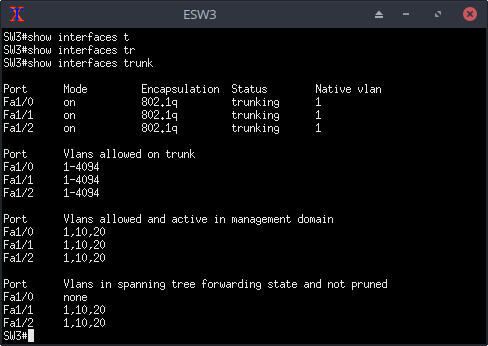 ESW3
SW3#show interfaces t
SW3#show interfaces tr
SW3#show interfaces trunk
Port Mode Encapsulation Status Native vlan
Fa1/0 on 802.1q trunking 1
Fa1/1 on 802.1q trunking 1
Fa1/2 on 802.1q trunking 1
Port Vlans allowed on trunk
Fa1/0 1-4094
Fa1/1 1-4094
Fa1/2 1-4094
Port Vlans allowed and active in management domain
Fa1/0 1,10,20
Fa1/1 1,10,20
Fa1/2 1,10,20
Port Vlans in spanning tree forwarding state and not pruned
Fa1/0 none
Fa1/1 1,10,20
Fa1/2 1,10,20
SW3#